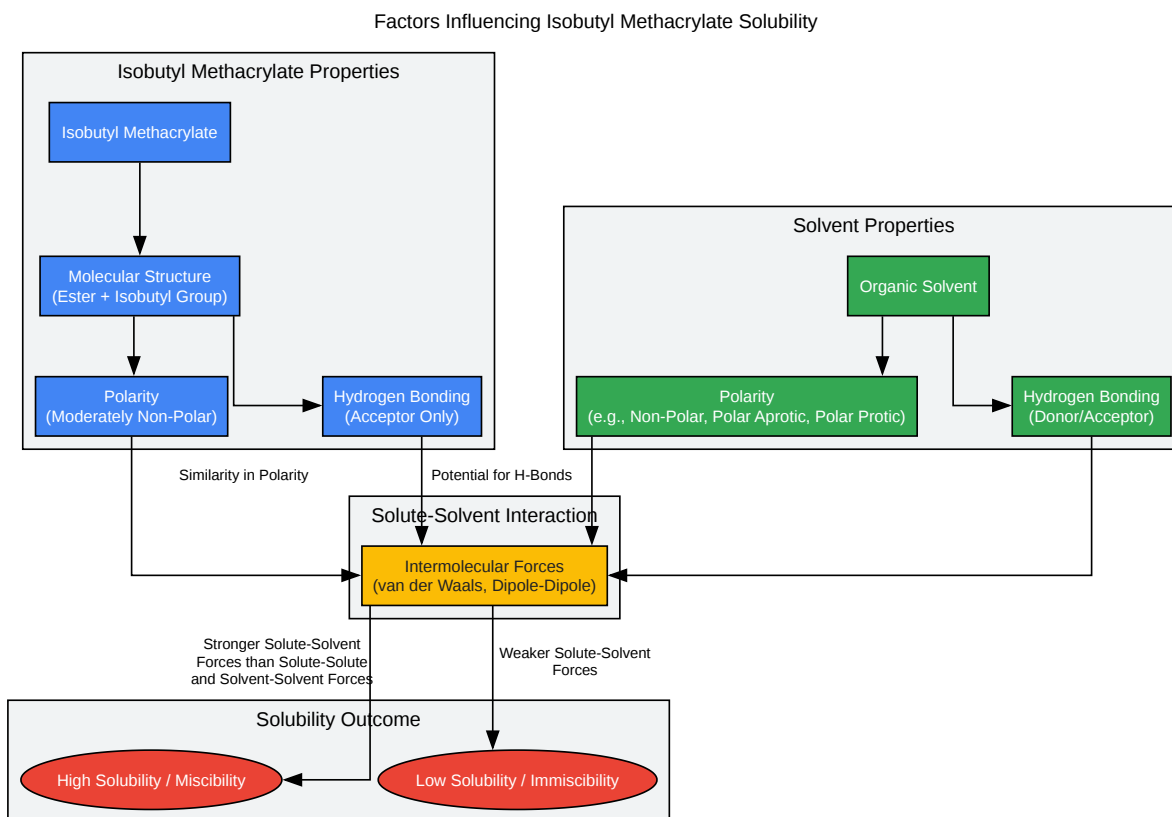 Factors Influencing Isobutyl Methacrylate Solubility
Isobutyl Methacrylate Properties
Isobutyl Methacrylate
Molecular Structure
(Ester + Isobutyl Group)
Polarity
(Moderately Non-Polar)
Hydrogen Bonding
(Acceptor Only)
Solvent Properties
Organic Solvent
Polarity
(e.g., Non-Polar, Polar Aprotic, Polar Protic)
Hydrogen Bonding
(Donor/Acceptor)
Similarity in Polarity
Potential for H-Bonds
Solute-Solvent Interaction
Intermolecular Forces
(van der Waals, Dipole-Dipole)
Stronger Solute-Solvent
Forces than Solute-Solute
and Solvent-Solvent Forces
Weaker Solute-Solvent
Forces
Solubility Outcome
High Solubility / Miscibility
Low Solubility / Immiscibility